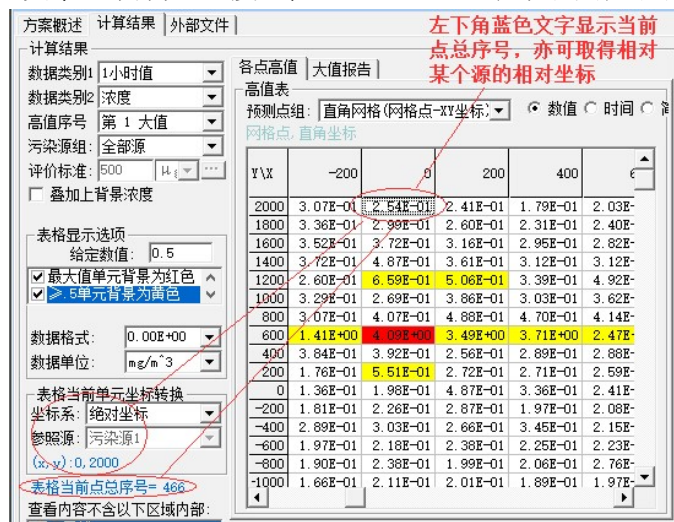 方案概述 计算结果 外部文件
左下角蓝色文字显示当前
点总序号，亦可取得相对
某个源的相对坐标
计算结果
数据类别1 1小时值
数据类别2 浓度
高值序号 第 1 大值
污染源组: 全部源
评价标准: 500
叠加上背景浓度
表格显示选项
给定数值: 0.5
最大值单元背景为红色
≥.5单元背景为黄色
数据格式: 0.00E+00
数据单位: mg/m^3
表格当前单元坐标转换
坐标系: 绝对坐标
参照源: 污染源1
(x,y):0,2000
表格当前点总序号= 466
查看内容不含以下区域内部:
各点高值 大值报告
高值表
预测点组: 直角网格(网格点-XY坐标) 数值 时间
网格点,直角坐标
Y\X -200 0 200 400
2000 3.07E-01 2.54E-01 2.41E-01 1.79E-01 2.03E-
1800 3.36E-01 2.99E-01 2.60E-01 2.31E-01 2.40E-
1600 3.52E-01 3.72E-01 3.16E-01 2.95E-01 2.82E-
1400 3.72E-01 4.87E-01 3.61E-01 3.12E-01 3.12E-
1200 2.60E-01 6.59E-01 5.06E-01 3.39E-01 4.92E-
1000 3.29E-01 2.69E-01 3.86E-01 3.03E-01 3.62E-
800 3.07E-01 4.07E-01 4.88E-01 4.70E-01 4.14E-
600 1.41E+00 4.09E+00 3.49E+00 3.71E+00 2.47E-
400 3.84E-01 3.92E-01 2.56E-01 2.89E-01 2.88E-
200 1.76E-01 5.51E-01 2.72E-01 2.71E-01 2.59E-
0 1.36E-01 1.98E-01 4.87E-01 3.36E-01 2.41E-
-200 1.81E-01 2.26E-01 2.87E-01 1.97E-01 2.08E-
-400 2.89E-01 3.03E-01 2.66E-01 3.45E-01 2.15E-
-600 1.97E-01 2.18E-01 2.38E-01 2.25E-01 2.23E-
-800 1.90E-01 2.38E-01 1.99E-01 2.06E-01 2.76E-
-1000 1.66E-01 2.11E-01 2.01E-01 1.89E-01 1.97E-